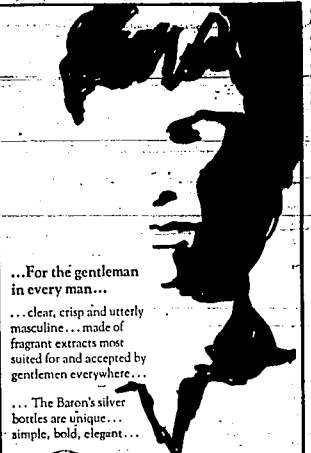 ...For the gentleman
in every man...
...clear, crisp and utterly
masculine...made of
fragrant extracts most
suited for and accepted by
gentlemen everywhere...
... The Baron's silver
bottles are unique...
simple, bold, elegant...